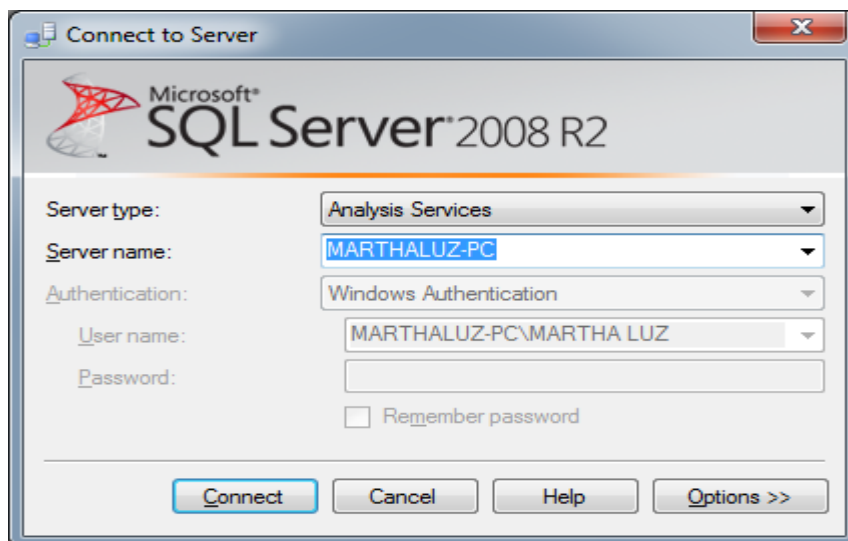 Connect to Server
Microsoft®
SQL Server® 2008 R2
Server type: Analysis Services
Server name: MARTHALUZ-PC
Authentication: Windows Authentication
User name: MARTHALUZ-PC\MARTHA LUZ
Password:
Remember password
Connect Cancel Help Options >>